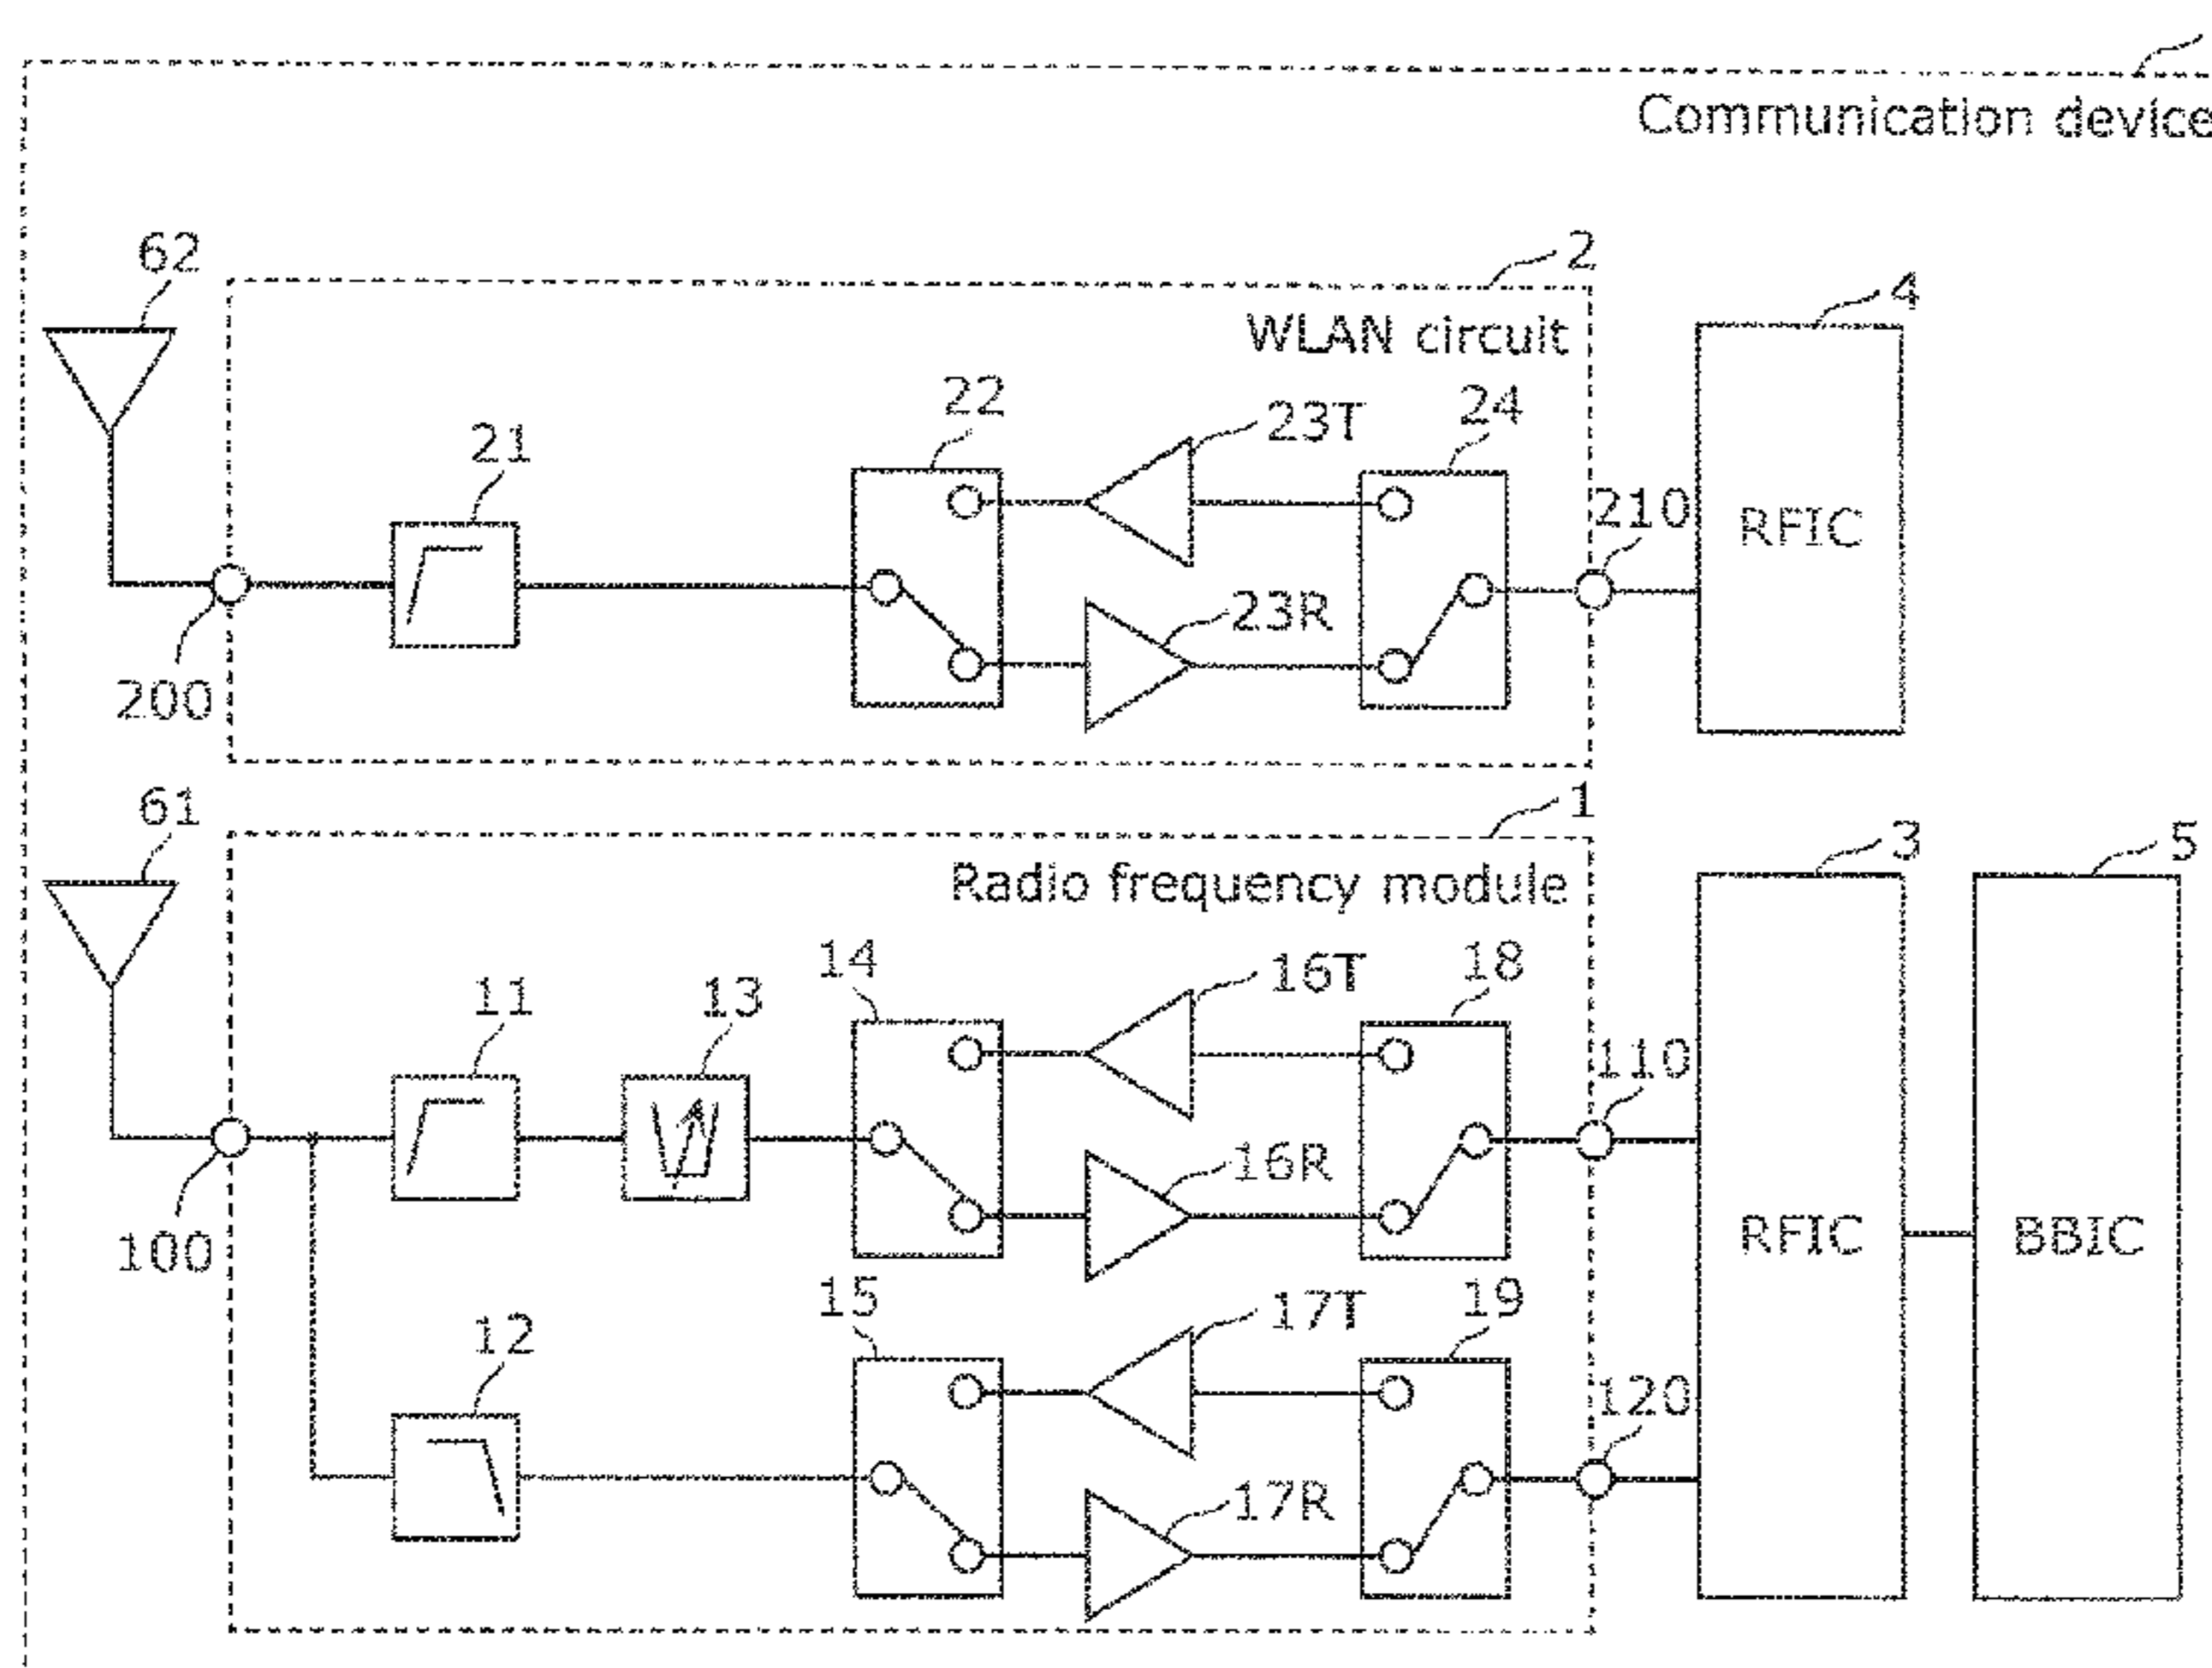 Communication device
62
2
4
WLAN circuit
22
23T
24
21
210
RFIC
23R
200
61
1
3
5
Radio frequency module
14
16T
18
11
13
110
16R
100
RFIC
BBIC
15
17T
19
12
120
17R